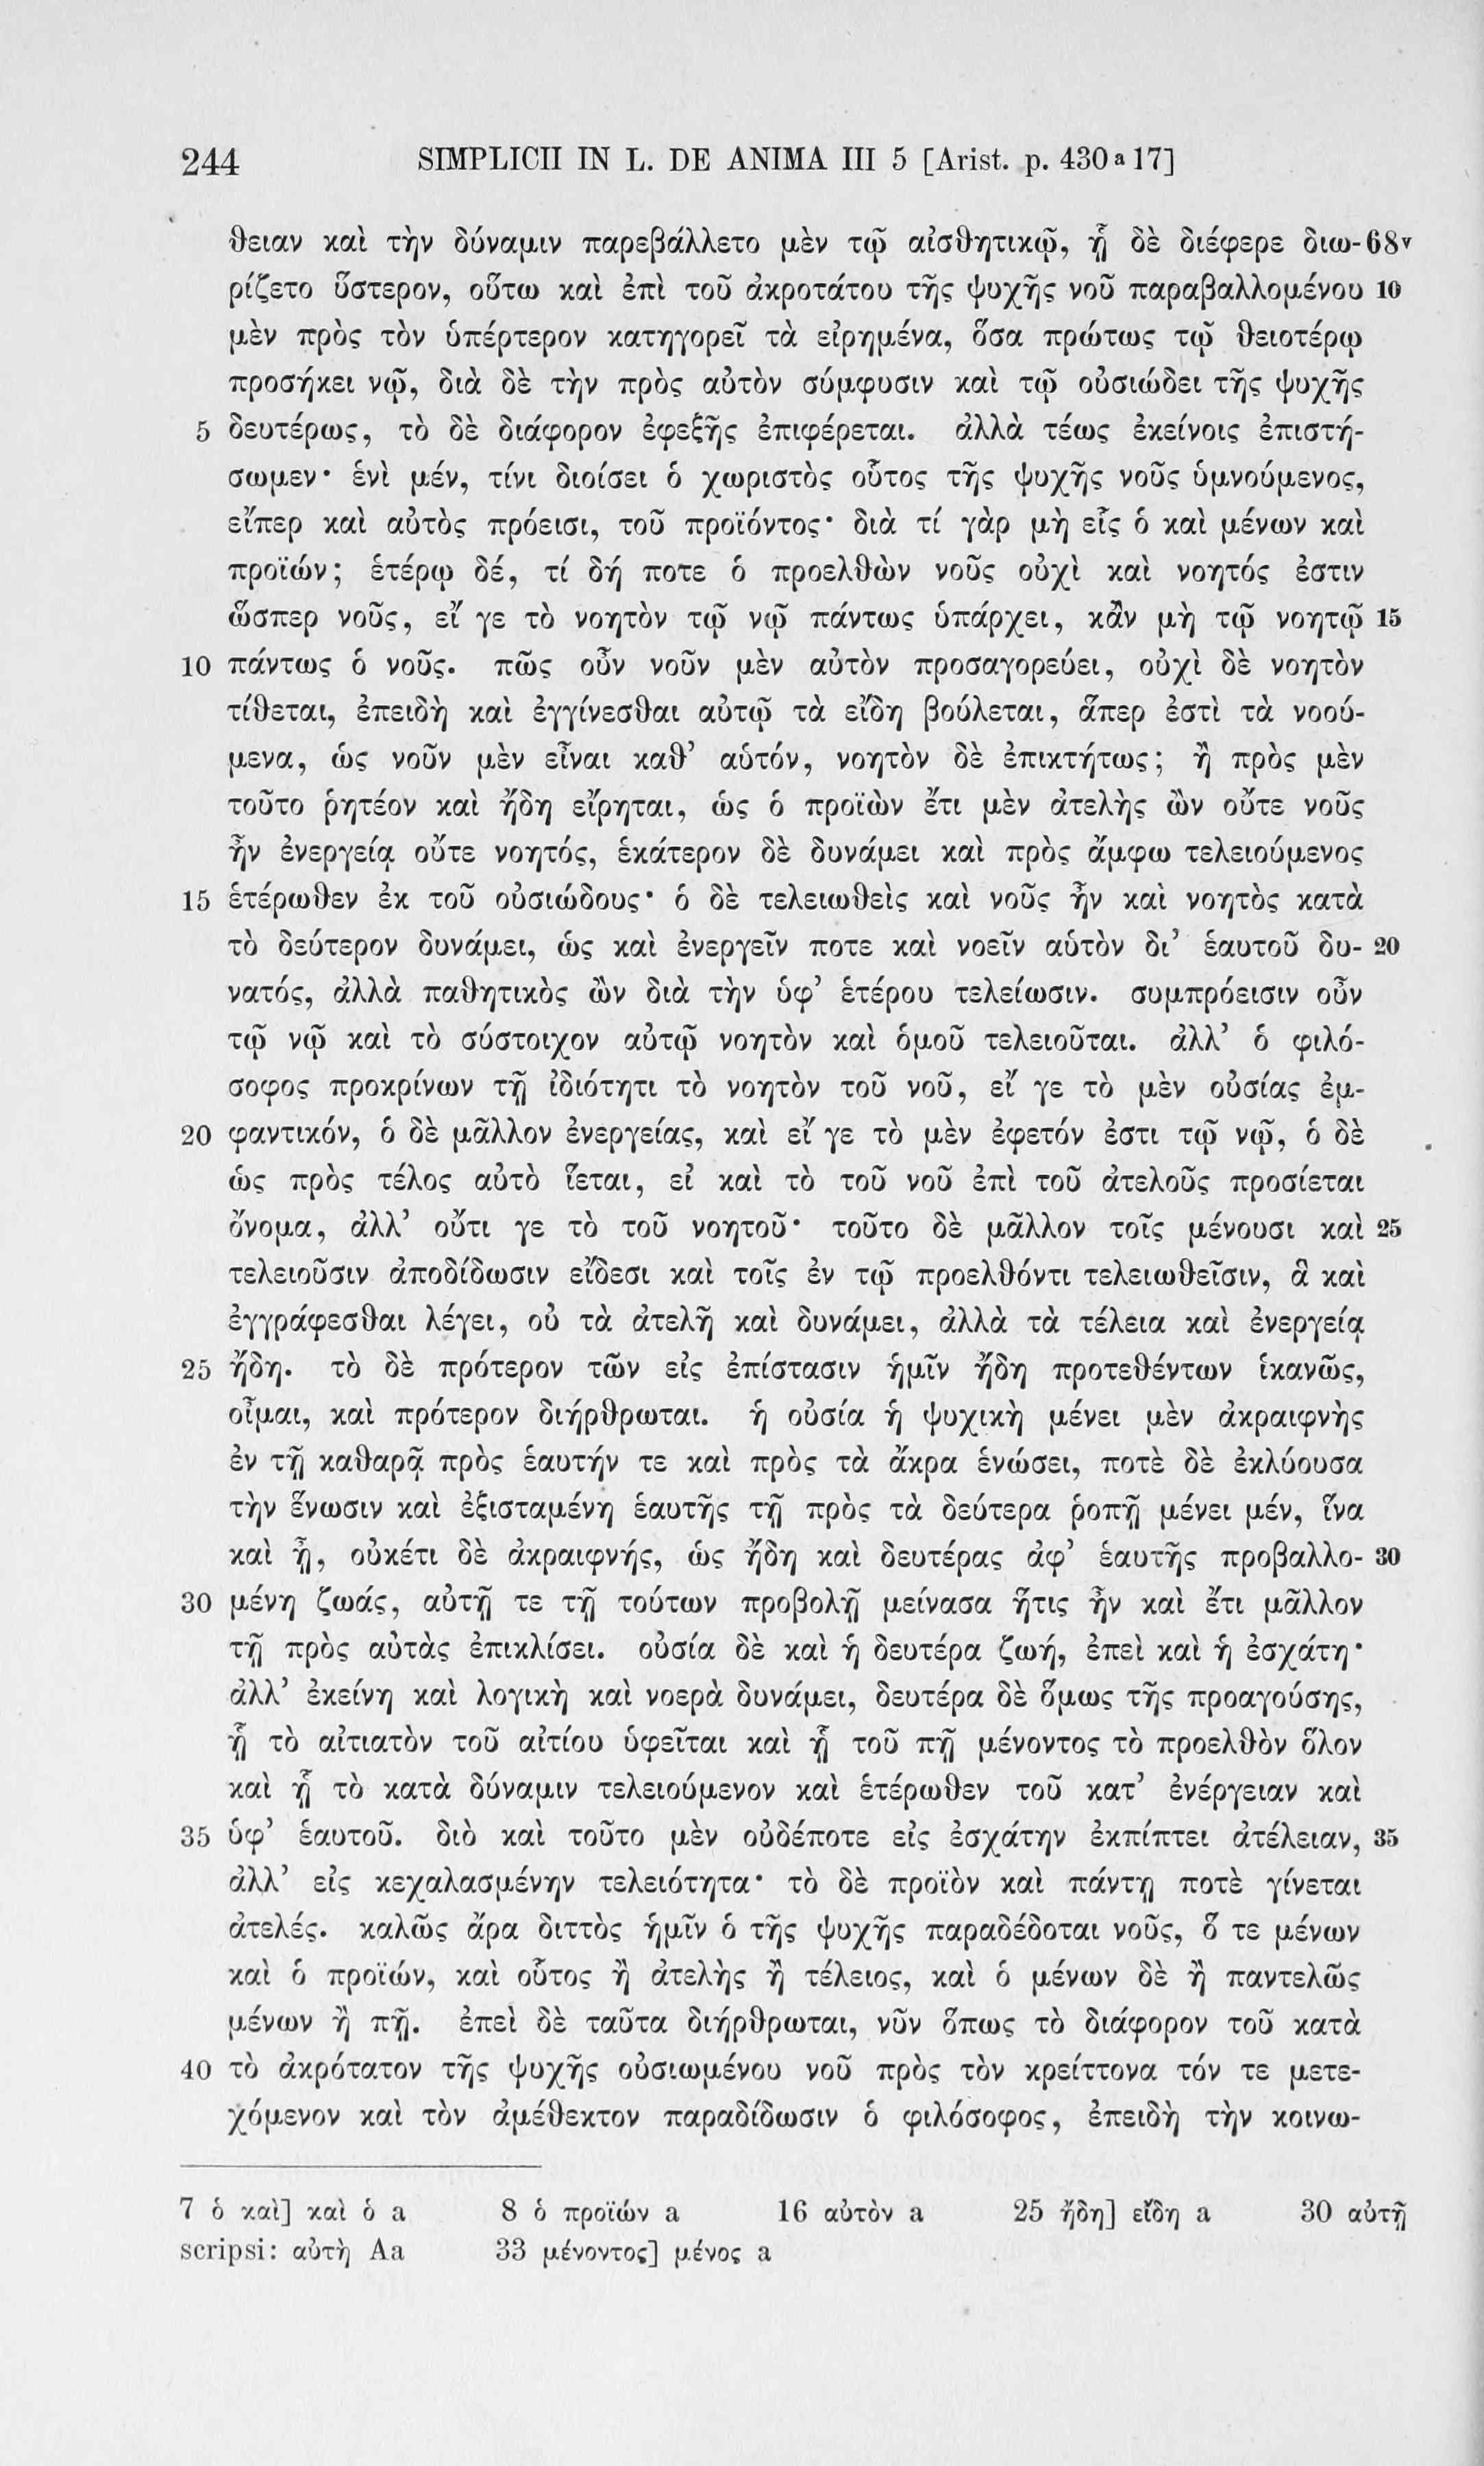 244 SIMPLICII IN L. DE ANIMA III 5 [Arist. p. 430 a 17]
θειαν καὶ τὴν δύναμιν παρεβάλλετο μὲν τῷ αἰσθητικῷ, ᾗ δὲ διέφερε διω- 68v
ρίζετο ὕστερον, οὕτω καὶ ἐπὶ τοῦ ἀκροτάτου τῆς ψυχῆς νοῦ παραβαλλομένου 10
μὲν πρὸς τὸν ὑπέρτερον κατηγορεῖ τὰ εἰρημένα, ὅσα πρώτως τῷ θειοτέρῳ
προσήκει νῷ, διὰ δὲ τὴν πρὸς αὐτὸν σύμφυσιν καὶ τῷ οὐσιώδει τῆς ψυχῆς
5 δευτέρως, τὸ δὲ διάφορον ἐφεξῆς ἐπιφέρεται. ἀλλὰ τέως ἐκείνοις ἐπιστή-
σωμεν· ἑνὶ μέν, τίνι διοίσει ὁ χωριστὸς οὗτος τῆς ψυχῆς νοῦς ὑμνούμενος,
εἴπερ καὶ αὐτὸς πρόεισι, τοῦ προϊόντος· διὰ τί γὰρ μὴ εἷς ὁ καὶ μένων καὶ
προϊών; ἑτέρῳ δέ, τί δή ποτε ὁ προελθὼν νοῦς οὐχὶ καὶ νοητός ἐστιν
ὥσπερ νοῦς, εἴ γε τὸ νοητὸν τῷ νῷ πάντως ὑπάρχει, κἂν μὴ τῷ νοητῷ 15
10 πάντως ὁ νοῦς. πῶς οὖν νοῦν μὲν αὐτὸν προσαγορεύει, οὐχὶ δὲ νοητὸν
τίθεται, ἐπειδὴ καὶ ἐγγίνεσθαι αὐτῷ τὰ εἴδη βούλεται, ἅπερ ἐστὶ τὰ νοού-
μενα, ὡς νοῦν μὲν εἶναι καθ' αὑτόν, νοητὸν δὲ ἐπικτήτως; ἢ πρὸς μὲν
τοῦτο ῥητέον καὶ ἤδη εἴρηται, ὡς ὁ προϊὼν ἔτι μὲν ἀτελὴς ὢν οὔτε νοῦς
ἦν ἐνεργείᾳ οὔτε νοητός, ἑκάτερον δὲ δυνάμει καὶ πρὸς ἄμφω τελειούμενος
15 ἑτέρωθεν ἐκ τοῦ οὐσιώδους· ὁ δὲ τελειωθεὶς καὶ νοῦς ἦν καὶ νοητὸς κατὰ
τὸ δεύτερον δυνάμει, ὡς καὶ ἐνεργεῖν ποτε καὶ νοεῖν αὑτὸν δι' ἑαυτοῦ δυ- 20
νατός, ἀλλὰ παθητικὸς ὢν διὰ τὴν ὑφ' ἑτέρου τελείωσιν. συμπρόεισιν οὖν
τῷ νῷ καὶ τὸ σύστοιχον αὐτῷ νοητὸν καὶ ὁμοῦ τελειοῦται. ἀλλ' ὁ φιλό-
σοφος προκρίνων τῇ ἰδιότητι τὸ νοητὸν τοῦ νοῦ, εἴ γε τὸ μὲν οὐσίας ἐμ-
20 φαντικόν, ὁ δὲ μᾶλλον ἐνεργείας, καὶ εἴ γε τὸ μὲν ἐφετόν ἐστι τῷ νῷ, ὁ δὲ
ὡς πρὸς τέλος αὐτὸ ἵεται, εἰ καὶ τὸ τοῦ νοῦ ἐπὶ τοῦ ἀτελοῦς προσίεται
ὄνομα, ἀλλ' οὔτι γε τὸ τοῦ νοητοῦ· τοῦτο δὲ μᾶλλον τοῖς μένουσι καὶ 25
τελειοῦσιν ἀποδίδωσιν εἴδεσι καὶ τοῖς ἐν τῷ προελθόντι τελειωθεῖσιν, ἃ καὶ
ἐγγράφεσθαι λέγει, οὐ τὰ ἀτελῆ καὶ δυνάμει, ἀλλὰ τὰ τέλεια καὶ ἐνεργείᾳ
25 ἤδη. τὸ δὲ πρότερον τῶν εἰς ἐπίστασιν ἡμῖν ἤδη προτεθέντων ἱκανῶς,
οἶμαι, καὶ πρότερον διήρθρωται. ἡ οὐσία ἡ ψυχικὴ μένει μὲν ἀκραιφνὴς
ἐν τῇ καθαρᾷ πρὸς ἑαυτήν τε καὶ πρὸς τὰ ἄκρα ἑνώσει, ποτὲ δὲ ἐκλύουσα
τὴν ἕνωσιν καὶ ἐξισταμένη ἑαυτῆς τῇ πρὸς τὰ δεύτερα ῥοπῇ μένει μέν, ἵνα
καὶ ᾖ, οὐκέτι δὲ ἀκραιφνής, ὡς ἤδη καὶ δευτέρας ἀφ' ἑαυτῆς προβαλλο- 30
30 μένη ζωάς, αὐτῇ τε τῇ τούτων προβολῇ μείνασα ἥτις ἦν καὶ ἔτι μᾶλλον
τῇ πρὸς αὐτὰς ἐπικλίσει. οὐσία δὲ καὶ ἡ δευτέρα ζωή, ἐπεὶ καὶ ἡ ἐσχάτη·
ἀλλ' ἐκείνη καὶ λογικὴ καὶ νοερὰ δυνάμει, δευτέρα δὲ ὅμως τῆς προαγούσης,
ᾗ τὸ αἰτιατὸν τοῦ αἰτίου ὑφεῖται καὶ ᾗ τοῦ πῇ μένοντος τὸ προελθὸν ὅλον
καὶ ᾗ τὸ κατὰ δύναμιν τελειούμενον καὶ ἑτέρωθεν τοῦ κατ' ἐνέργειαν καὶ
35 ὑφ' ἑαυτοῦ. διὸ καὶ τοῦτο μὲν οὐδέποτε εἰς ἐσχάτην ἐκπίπτει ἀτέλειαν, 35
ἀλλ' εἰς κεχαλασμένην τελειότητα· τὸ δὲ προϊὸν καὶ πάντῃ ποτὲ γίνεται
ἀτελές. καλῶς ἄρα διττὸς ἡμῖν ὁ τῆς ψυχῆς παραδέδοται νοῦς, ὅ τε μένων
καὶ ὁ προϊών, καὶ οὗτος ἢ ἀτελὴς ἢ τέλειος, καὶ ὁ μένων δὲ ἢ παντελῶς
μένων ἢ πῇ. ἐπεὶ δὲ ταῦτα διήρθρωται, νῦν ὅπως τὸ διάφορον τοῦ κατὰ
40 τὸ ἀκρότατον τῆς ψυχῆς οὐσιωμένου νοῦ πρὸς τὸν κρείττονα τόν τε μετε-
χόμενον καὶ τὸν ἀμέθεκτον παραδίδωσιν ὁ φιλόσοφος, ἐπειδὴ τὴν κοινω-
7 ὁ καὶ] καὶ ὁ a 8 ὁ προϊών a 16 αὐτὸν a 25 ἤδη] εἴδη a 30 αὐτῇ
scripsi: αὐτὴ Aa 33 μένοντος] μένος a